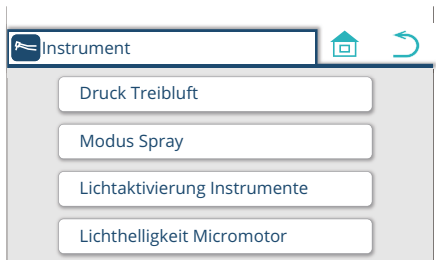 Instrument
Druck Treibluft
Modus Spray
Lichtaktivierung Instrumente
Lichthelligkeit Micromotor